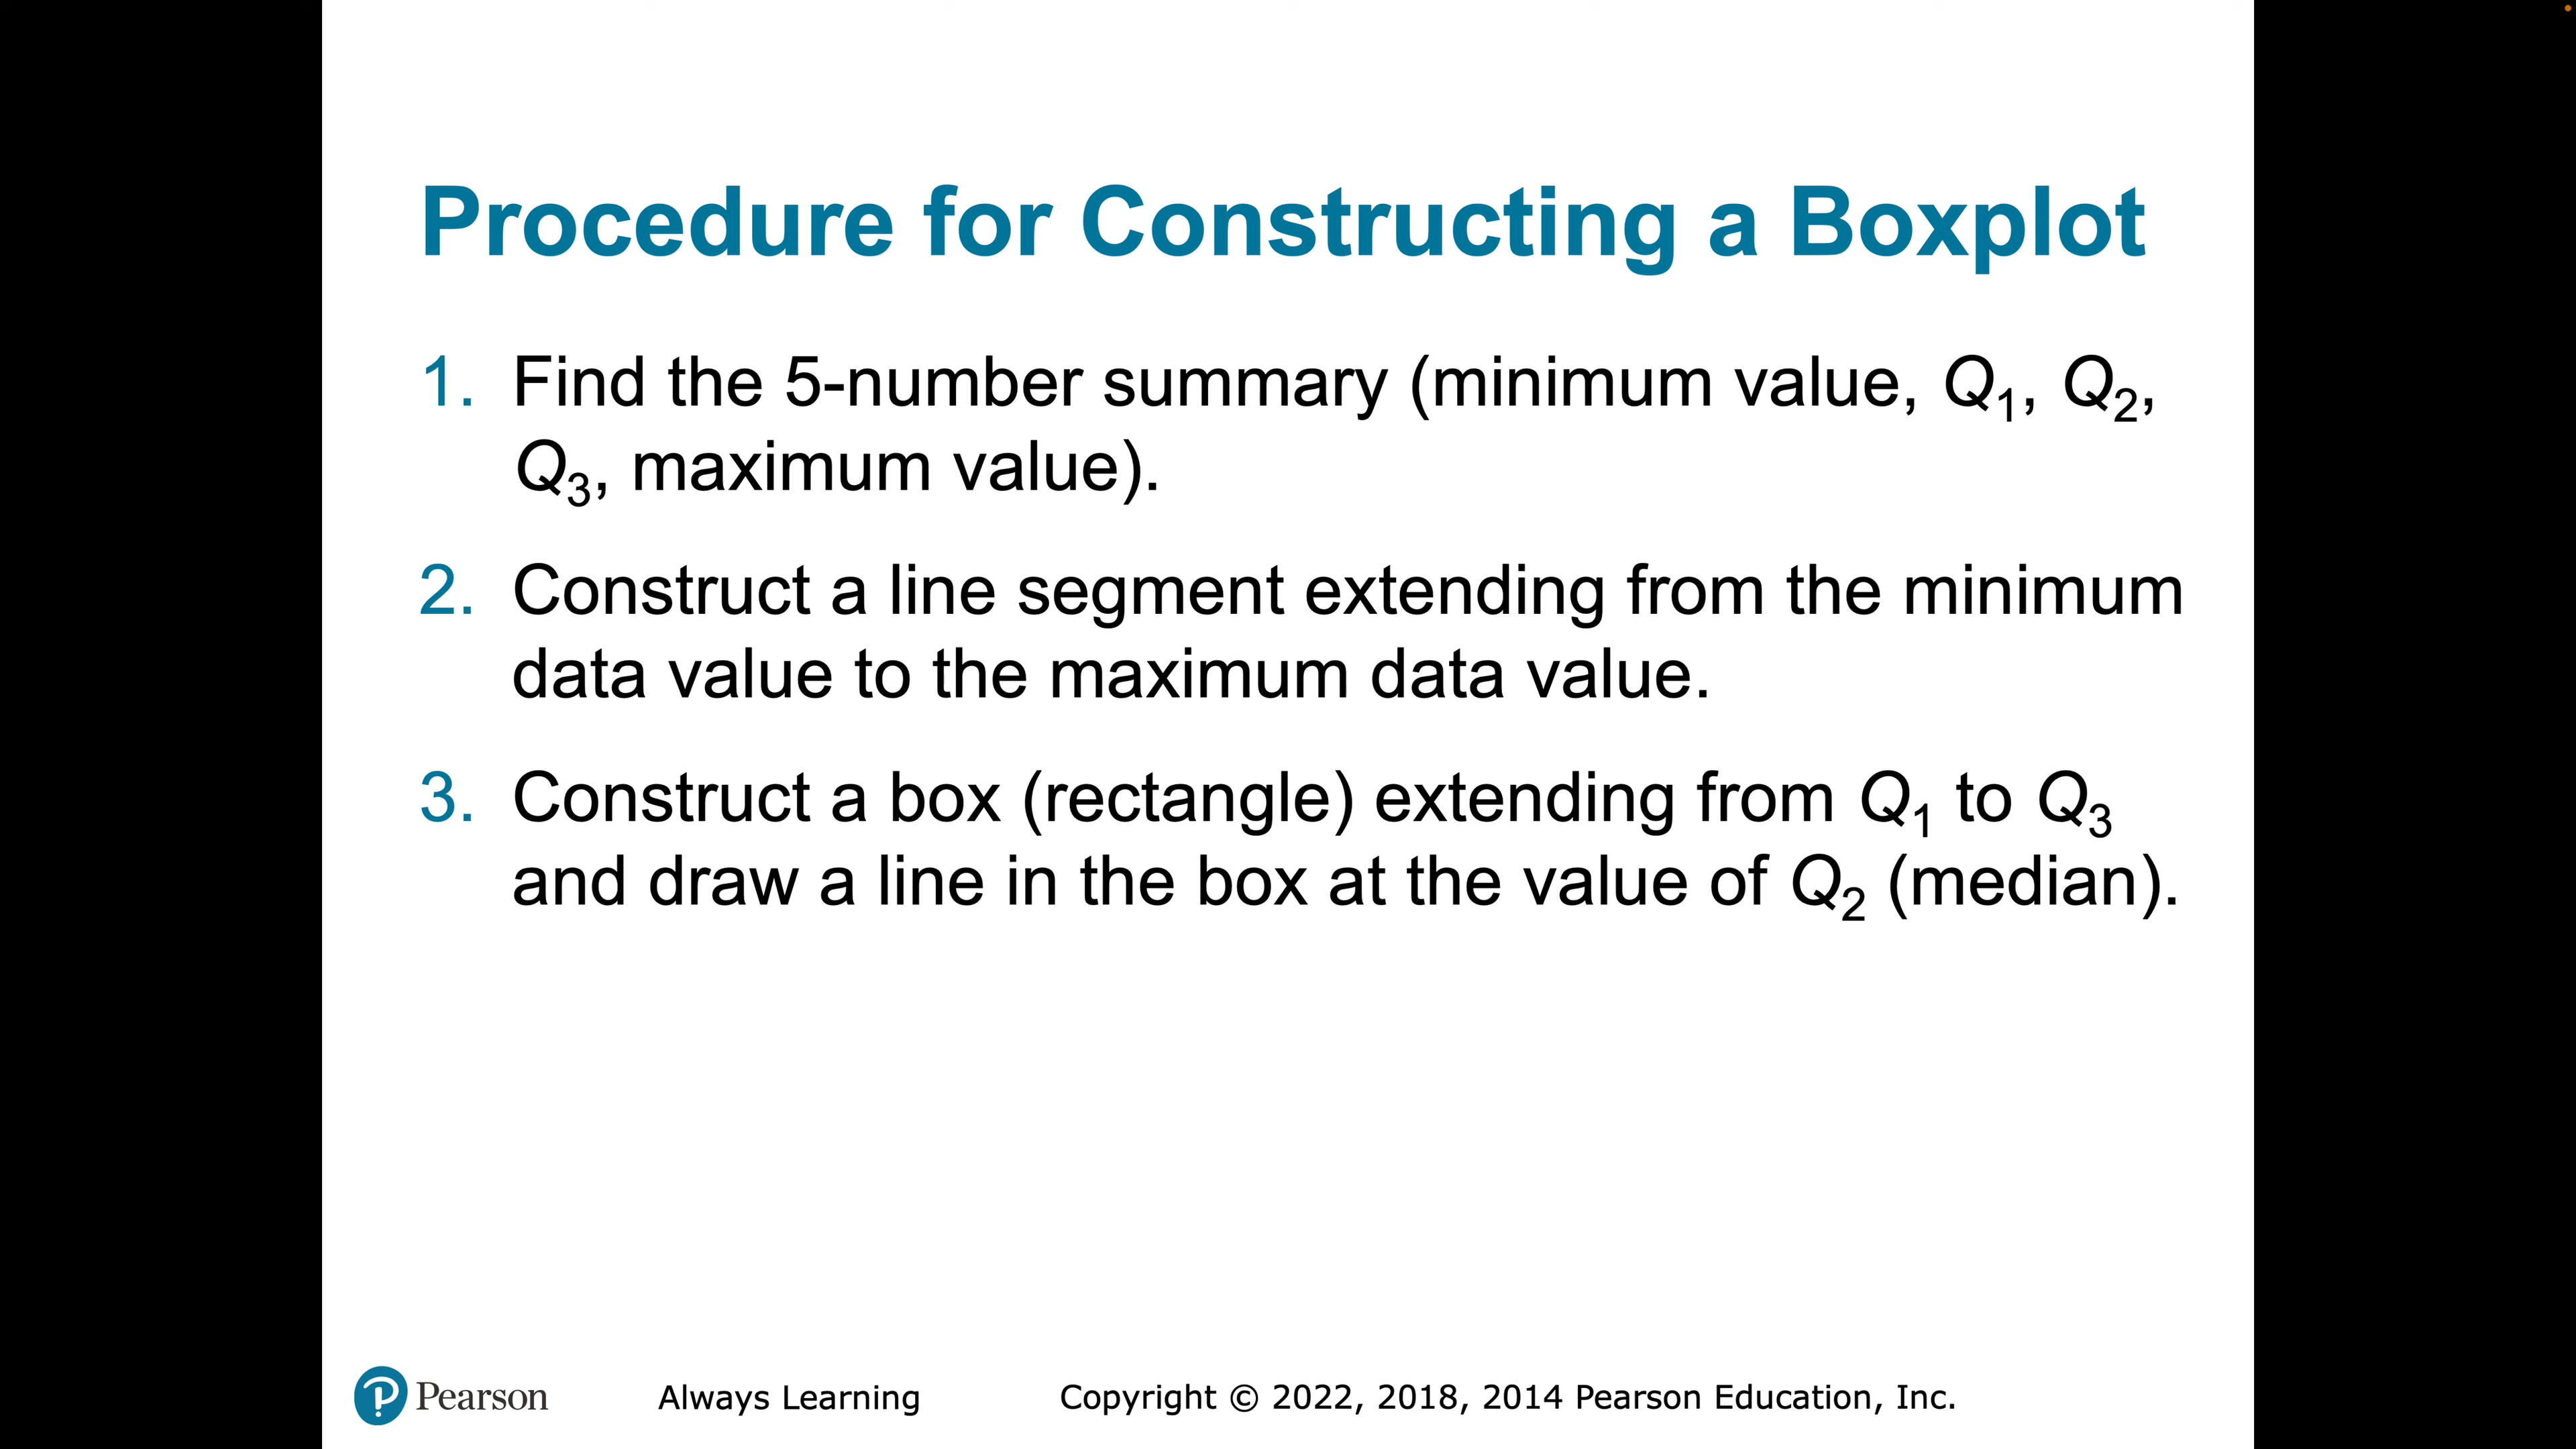 Procedure for Constructing a Boxplot
1. Find the 5-number summary (minimum value, Q₁, Q₂,
Q₃, maximum value).
2. Construct a line segment extending from the minimum
data value to the maximum data value.
3. Construct a box (rectangle) extending from Q₁ to Q₃
and draw a line in the box at the value of Q₂ (median).
Pearson Always Learning Copyright © 2022, 2018, 2014 Pearson Education, Inc.